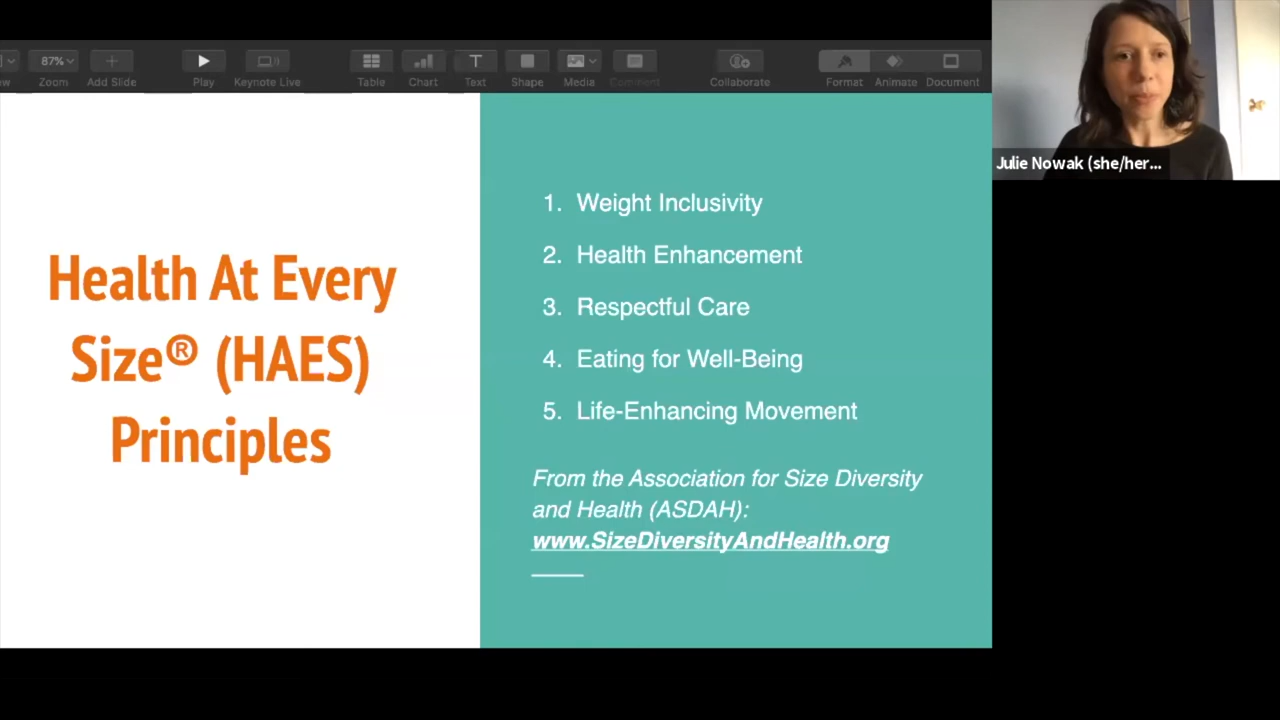 87%
w
Zoom
Add Slide
Play
Keynote Live
Table
Chart
Text
Shape
Media
Comment
Collaborate
Format
Animate
Document
Julie Nowak (she/her...
Health At Every
Size® (HAES)
Principles
1. Weight Inclusivity
2. Health Enhancement
3. Respectful Care
4. Eating for Well-Being
5. Life-Enhancing Movement
From the Association for Size Diversity
and Health (ASDAH):
www.SizeDiversityAndHealth.org